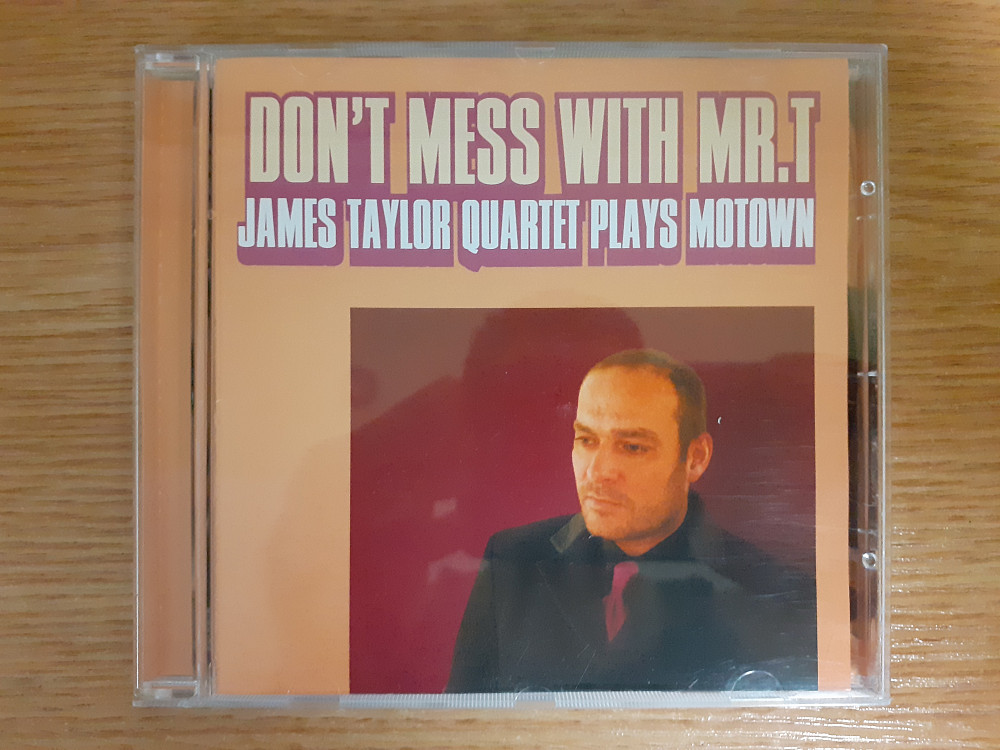 DON'T MESS WITH MR.T
JAMES TAYLOR QUARTET PLAYS MOTOWN